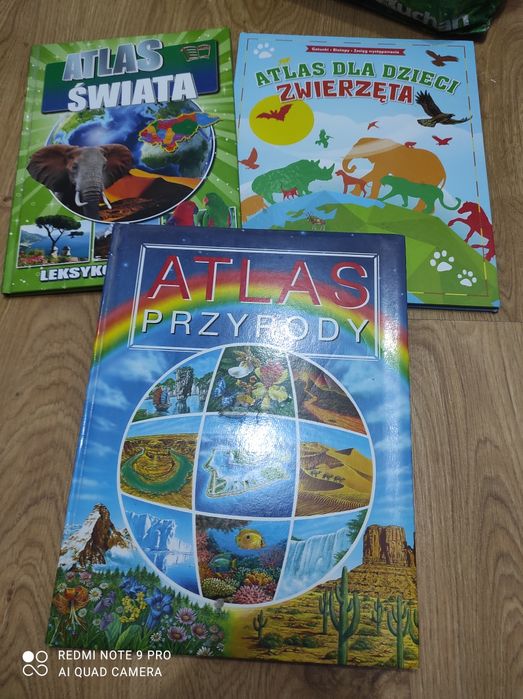 ATLAS
ŚWIATA
LEKSYKO
Gatunki • Biotopy • Zasięg występowania
ATLAS DLA DZIECI
ZWIERZĘTA
ATLAS
PRZYRODY
REDMI NOTE 9 PRO
AI QUAD CAMERA